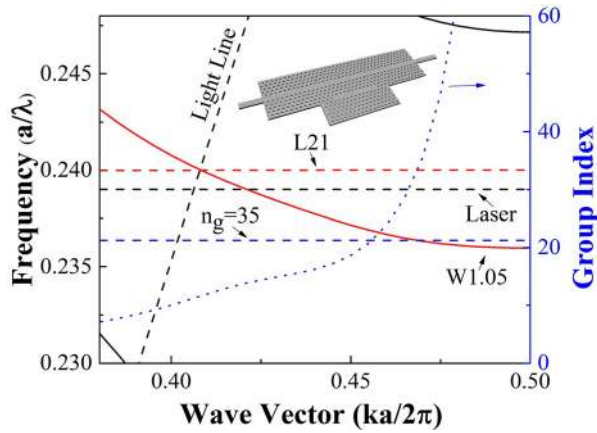 0.247
60
Light Line
L21
40
Frequency (a/λ)
0.240
n_g=35
Laser
Group Index
20
0.235
W1.05
0.230
0
0.40
0.45
0.50
Wave Vector (ka/2π)